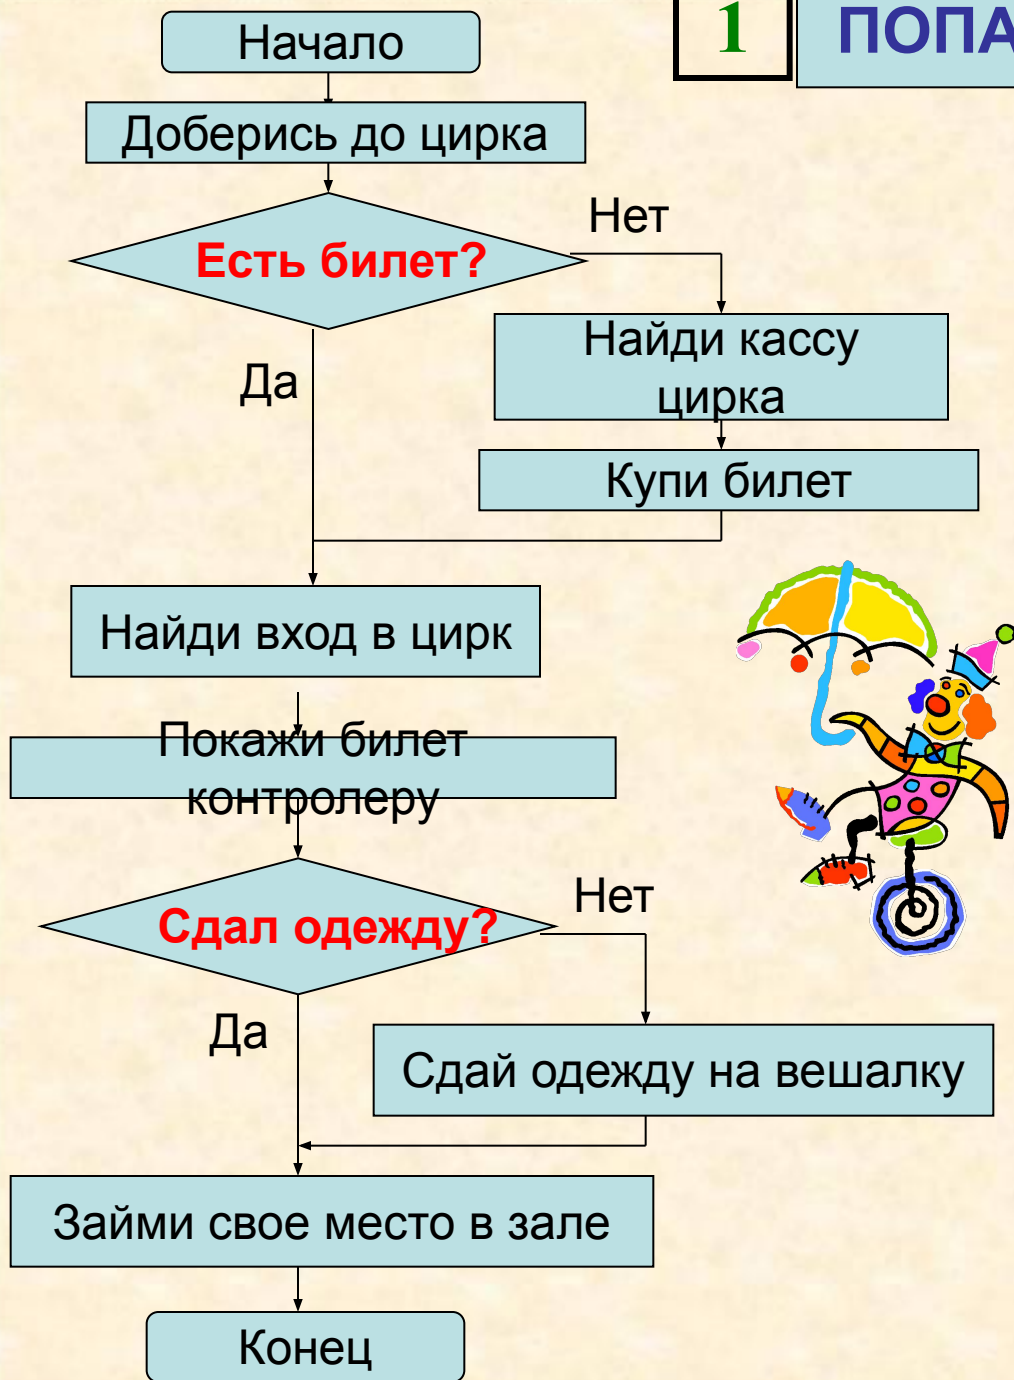 Начало
1
ПОПА
Доберись до цирка
Нет
Есть билет?
Найди кассу
цирка
Да
Купи билет
Найди вход в цирк
Покажи билет
контролеру
Нет
Сдал одежду?
Да
Сдай одежду на вешалку
Займи свое место в зале
Конец